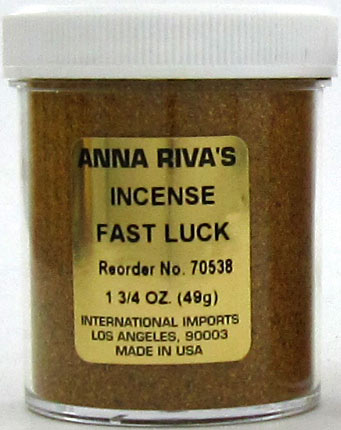 ANNA RIVA'S
INCENSE
FAST LUCK
Reorder No. 70538
1 3/4 OZ. (49g)
INTERNATIONAL IMPORTS
LOS ANGELES, 90003
MADE IN USA